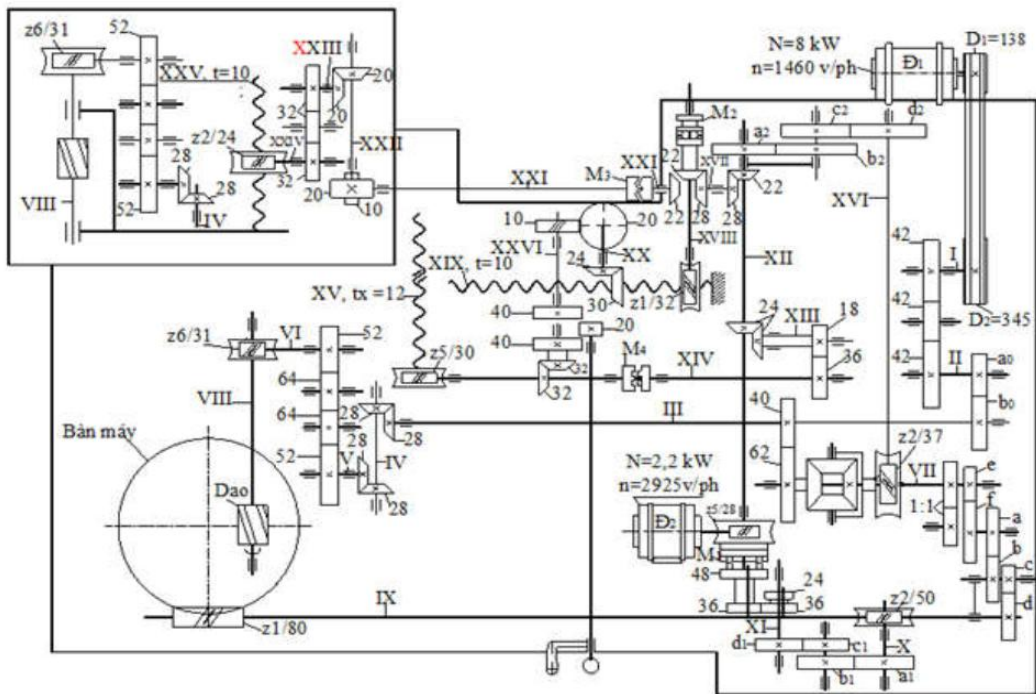 z6/31
52
XXV, t=10
28
28
VIII
52
IV
z2/24
XXIII
20
20
32
XXII
XXIV
32
20
10
XXI
N=8 kW
n=1460 v/ph
Đ1
D1=138
D2=345
M2
a2
c2
d2
b2
22
XVII
M3
XXI
22
28
28
22
XVIII
XVI
10
20
XXVI
XX
24
XIX, t=10
30
z1/32
XV, tx =12
XII
40
40
20
z5/30
32
32
M4
XIV
24
XIII
18
36
42
I
42
42
II
a0
b0
z6/31
VI
52
64
64
52
VIII
28
28
28
28
IV
V
III
40
62
Bàn máy
Dao
N=2,2 kW
n=2925v/ph
Đ2
z5/28
48
36
36
24
z2/37
VII
1:1
e
f
a
b
c
d
IX
z1/80
XI
z2/50
X
d1
c1
b1
a1